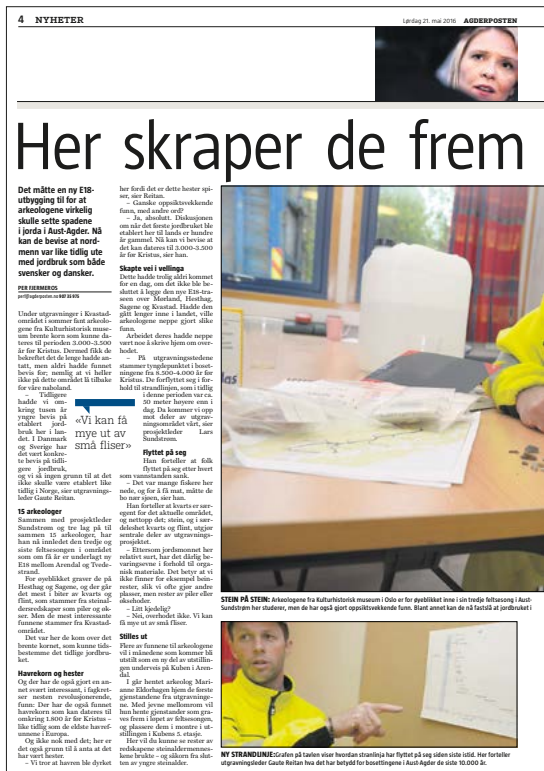 4 NYHETER
Lørdag 21. mai 2016 AGDERPOSTEN
Her skraper de frem
Det måtte en ny E18-
utbygging til for at
arkeologene virkelig
skulle sette spadene
i jorda i Aust-Agder. Nå
kan de bevise at nord-
menn var like tidlig ute
med jordbruk som både
svensker og dansker.
PER FJERMEROS
perf@agderposten.no 907 35 975
Under utgravninger i Kvastad-
området i sommer fant arkeolo-
gene fra Kulturhistorisk muse-
um brente korn som kunne da-
teres til perioden 3.000-3.500
år før Kristus. Dermed fikk de
bekreftet det de lenge hadde an-
tatt, men aldri hadde funnet
bevis for; nemlig at vi heller
ikke på dette området lå tilbake
for våre naboland.
– Tidligere
hadde vi om-
kring tusen år
yngre bevis på
etablert jord-
bruk her i lan-
det. I Danmark
og Sverige har
det vært konkre-
te bevis på tidli-
gere jordbruk,
og vi så ingen grunn til at det
ikke skulle være etablert like
tidlig i Norge, sier utgravnings-
leder Gaute Reitan.
15 arkeologer
Sammen med prosjektleder
Sundstrøm og tre lag på til
sammen 15 arkeologer, har
han nå innledet den tredje og
siste feltsesongen i området
som om få år er underlagt ny
E18 mellom Arendal og Tvede-
strand.
For øyeblikket graver de på
Hesthag og Sagene, og der går
det mest i biter av kvarts og
flint, som stammer fra steinal-
dersredskaper som piler og ok-
ser. Men de mest interessante
funnene stammer fra Kvastad-
området.
Det var her de kom over det
brente kornet, som kunne tids-
bestemme det tidlige jordbru-
ket.
Havrekorn og hester
Og der har de også gjort en an-
net svært interessant, i fagkret-
ser nesten revolusjonerende,
funn: Der har de også funnet
havrekorn som kan dateres til
omkring 1.800 år før Kristus –
like tidlig som de eldste havref-
unnene i Europa.
Og ikke nok med det; her er
det også grunn til å anta at det
har vært hester.
– Vi tror at havren ble dyrket
her fordi det er dette hester spi-
ser, sier Reitan.
– Ganske oppsiktsvekkende
funn, med andre ord?
– Ja, absolutt. Diskusjonen
om når det første jordbruket ble
etablert her til lands er hundre
år gammel. Nå kan vi bevise at
det kan dateres til 3.000-3.500
år før Kristus, sier han.
Skapte vei i vellinga
Dette hadde trolig aldri kommet
for en dag, om det ikke ble be-
sluttet å legge den nye E18-tra-
seen over Mørland, Hesthag,
Sagene og Kvastad. Hadde den
gått lenger inne i landet, ville
arkeologene neppe gjort slike
funn.
Arbeidet deres hadde neppe
vært noe å skrive hjem om over-
hodet.
– På utgravningsstedene
stammer tyngdepunktet i boset-
ningene fra 8.500-4.000 år før
Kristus. De forflyttet seg i for-
hold til strandlinjen, som i tidlig
i denne perioden var ca.
50 meter høyere enn i
dag. Da kommer vi opp
mot deler av utgrav-
ningsområdet vårt, sier
prosjektleder Lars
Sundstrøm.
«Vi kan få
mye ut av
små fliser»
Flyttet på seg
Han forteller at folk
flyttet på seg etter hvert
som vannstanden sank.
– Det var mange fiskere her
nede, og for å få mat, måtte de
bo nær sjøen, sier han.
Han forteller at kvarts er sær-
egent for det aktuelle området,
og nettopp det; stein, og i sær-
deleshet kvarts og flint, utgjør
sentrale deler av utgravnings-
prosjektet.
– Ettersom jordsmonnet her
relativt surt, har det dårlig be-
varingsevne i forhold til orga-
nisk materiale. Det betyr at vi
ikke finner for eksempel bein-
rester, slik vi ofte gjør andre
plasser, men rester av piler eller
øksehoder.
– Litt kjedelig?
– Nei, overhodet ikke. Vi kan
få mye ut av små fliser.
Stilles ut
Flere av funnene til arkeologene
vil i månedene som kommer bli
utstilt som en ny del av utstillin-
gen underveis på Kuben i Aren-
dal.
I går hentet arkeolog Mari-
anne Eldorhagen hjem de første
gjenstandene fra utgravninge-
ne. Med jevne mellomrom vil
hun hente gjenstander som gra-
ves frem i løpet av feltsesongen,
og plassere dem i montre i ut-
stillingen i Kubens 5. etasje.
Her vil du kunne se rester av
redskapene steinaldermennes-
kene brukte – og såkorn fra slut-
ten av yngre steinalder.
STEIN PÅ STEIN: Arkeologene fra Kulturhistorisk museum i Oslo er for øyeblikket inne i sin tredje feltsesong i Aust-
Sundstrøm her studerer, men de har også gjort oppsiktsvekkende funn. Blant annet kan de nå fastslå at jordbruket i
NY STRANDLINJE: Grafen på tavlen viser hvordan stranlinja har flyttet på seg siden siste istid. Her forteller
utgravningsleder Gaute Reitan hva det har betydd for bosettingene i Aust-Agder de siste 10.000 år.